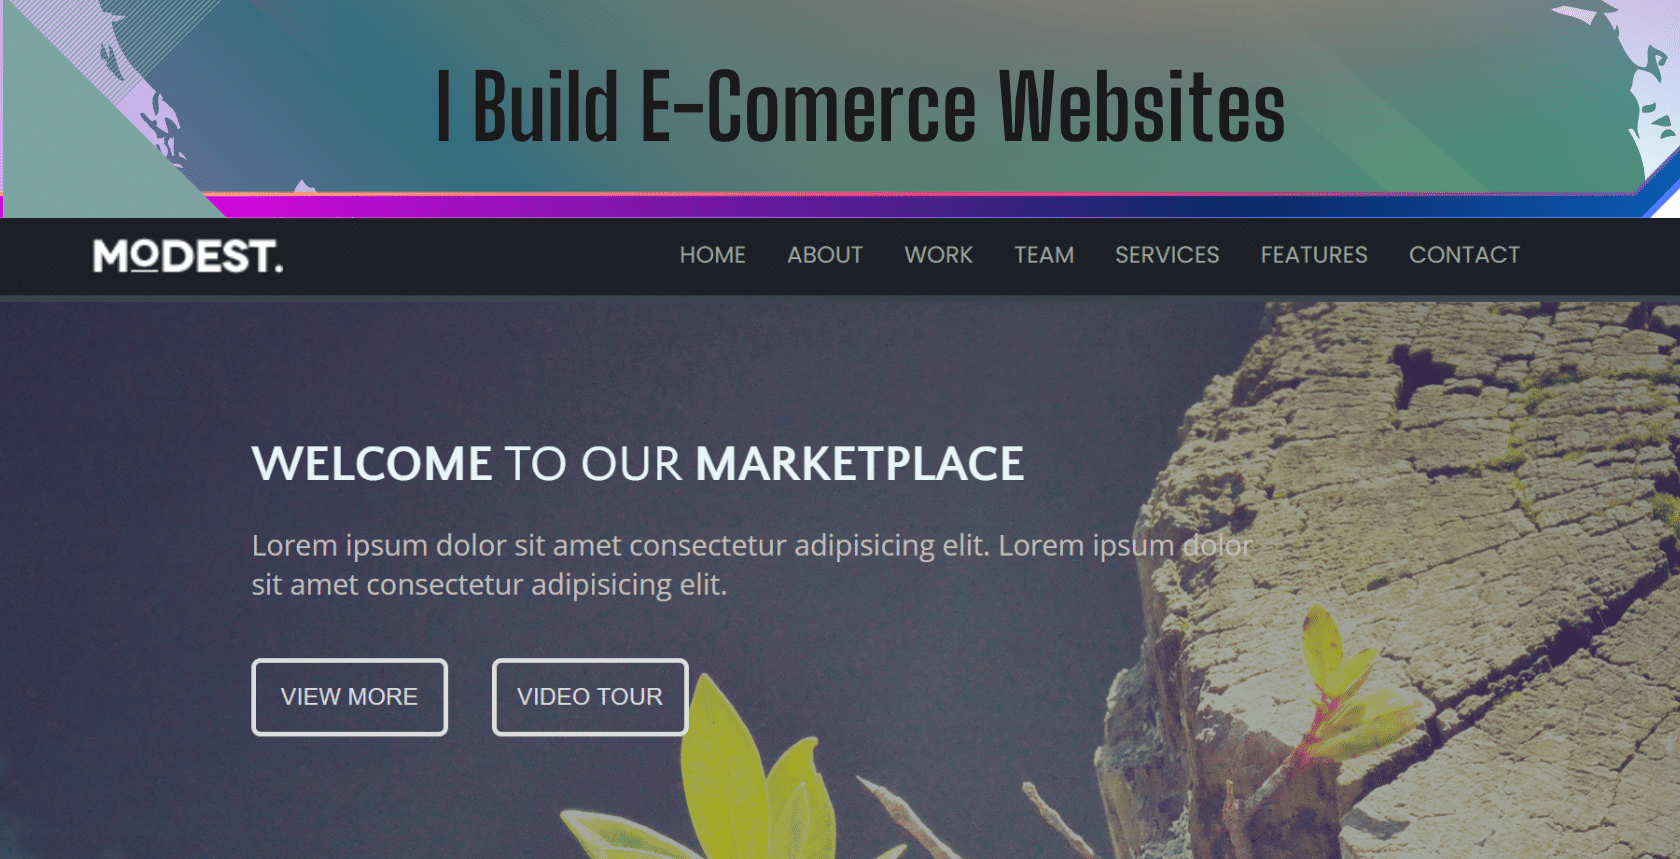 I Build E-Comerce Websites
MODEST.
HOME ABOUT WORK TEAM SERVICES FEATURES CONTACT
WELCOME TO OUR MARKETPLACE
Lorem ipsum dolor sit amet consectetur adipisicing elit. Lorem ipsum dolor
sit amet consectetur adipisicing elit.
VIEW MORE VIDEO TOUR